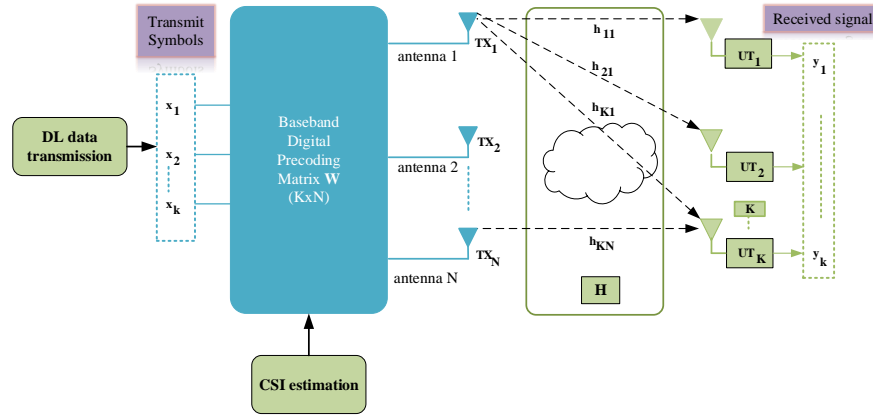 Transmit
Symbols
x1
x2
xk
DL data
transmission
Baseband
Digital
Precoding
Matrix W
(KxN)
CSI estimation
antenna 1
TX1
antenna 2
TX2
antenna N
TXN
h11
h21
hK1
hKN
H
UT1
UT2
K
UTK
Received signal
y1
yk